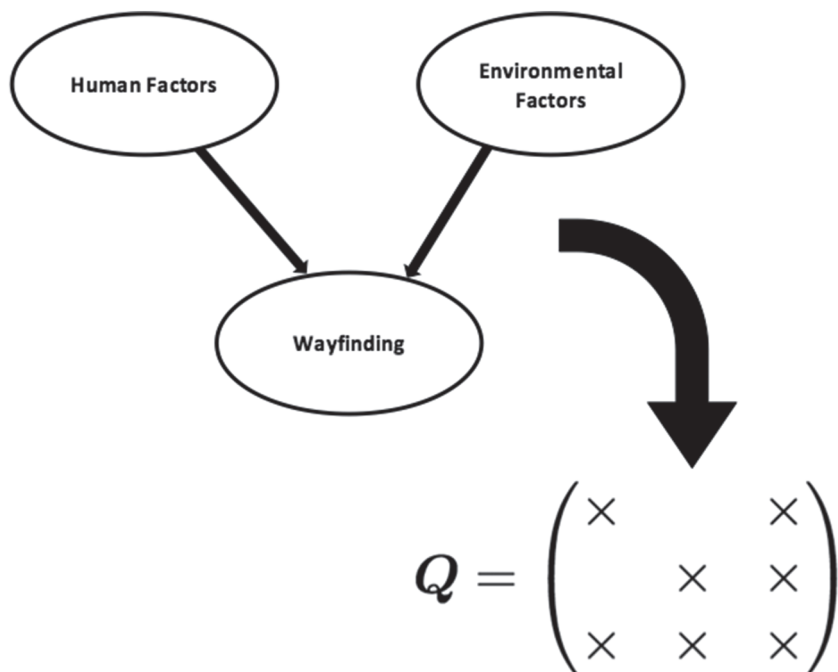 Human Factors
Environmental
Factors
Wayfinding
Q = ( × ×
× ×
× × × )